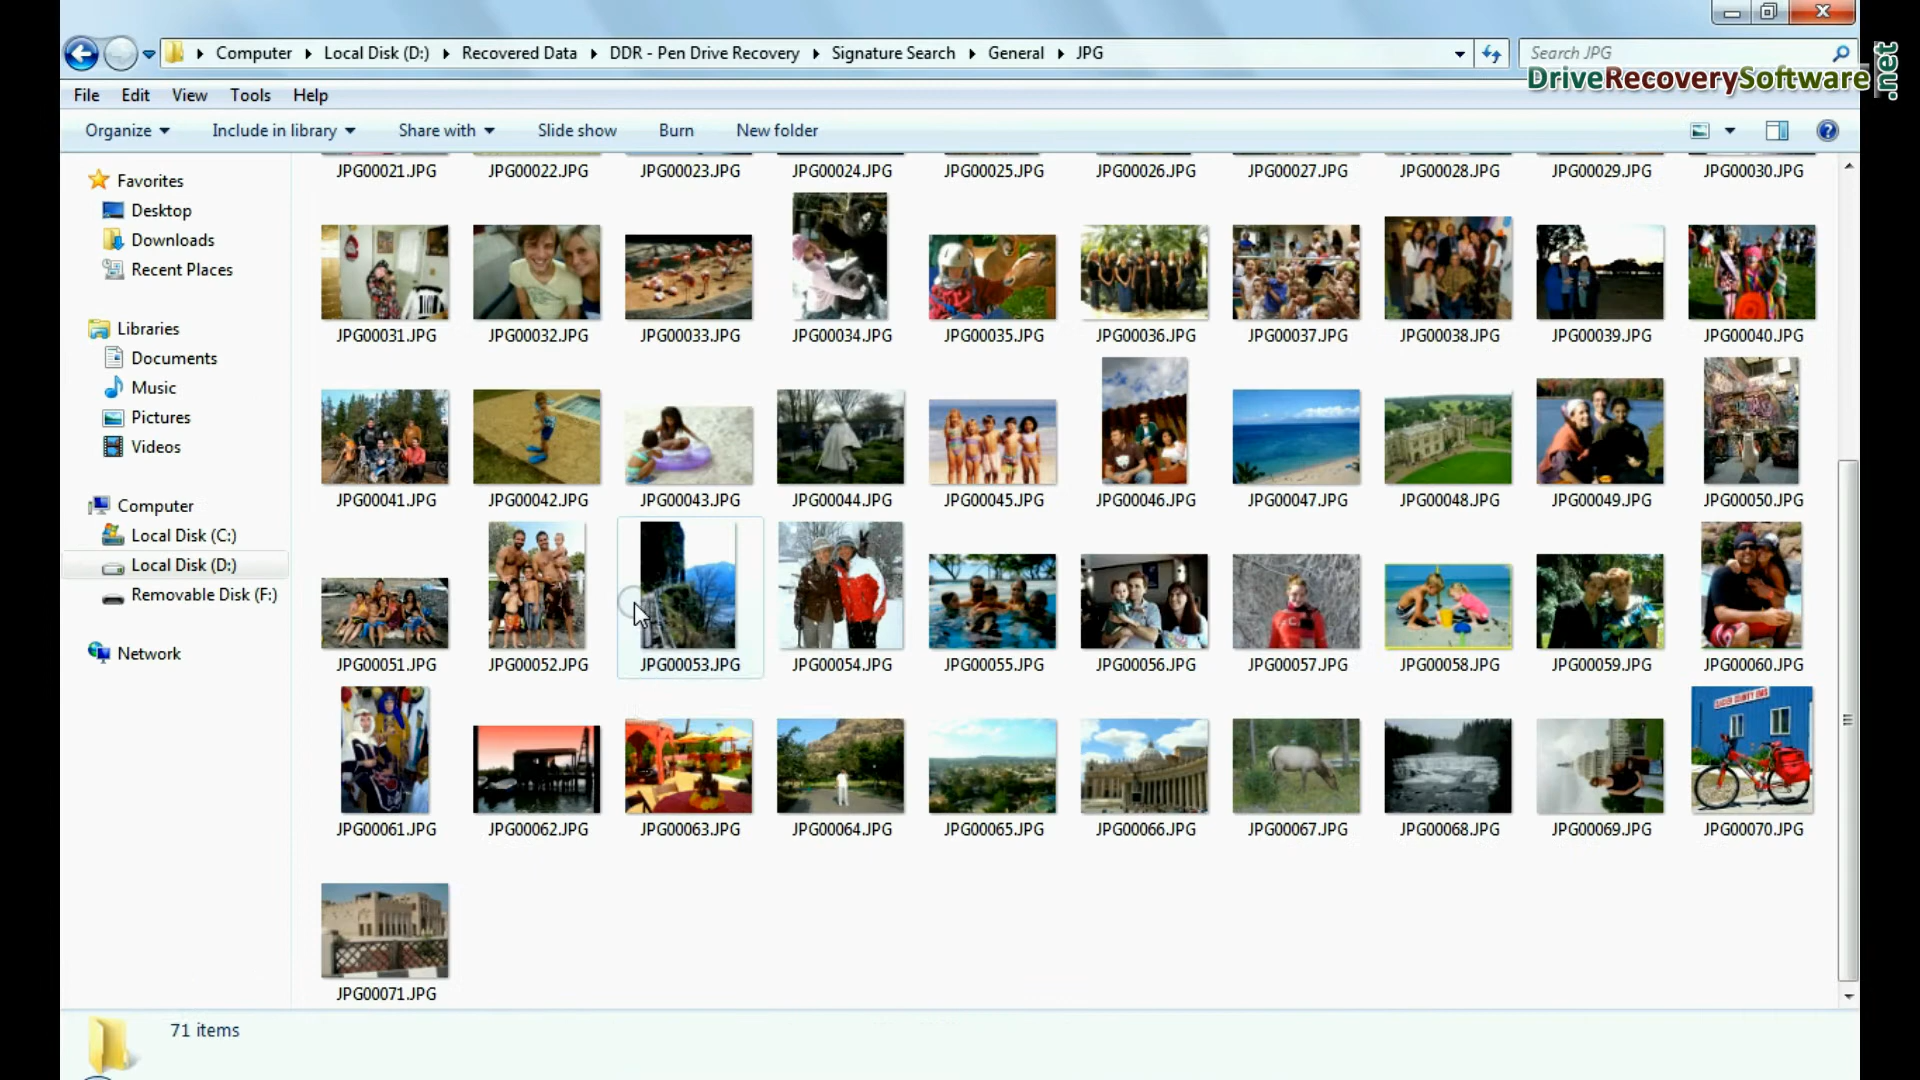 Computer Local Disk (D:) Recovered Data DDR - Pen Drive Recovery Signature Search General JPG
Search JPG
DriveRecoverySoftware.net
File Edit View Tools Help
Organize Include in library Share with Slide show Burn New folder
Favorites
Desktop
Downloads
Recent Places
Libraries
Documents
Music
Pictures
Videos
Computer
Local Disk (C:)
Local Disk (D:)
Removable Disk (F:)
Network
JPG00021.JPG JPG00022.JPG JPG00023.JPG JPG00024.JPG JPG00025.JPG JPG00026.JPG JPG00027.JPG JPG00028.JPG JPG00029.JPG JPG00030.JPG
JPG00031.JPG JPG00032.JPG JPG00033.JPG JPG00034.JPG JPG00035.JPG JPG00036.JPG JPG00037.JPG JPG00038.JPG JPG00039.JPG JPG00040.JPG
JPG00041.JPG JPG00042.JPG JPG00043.JPG JPG00044.JPG JPG00045.JPG JPG00046.JPG JPG00047.JPG JPG00048.JPG JPG00049.JPG JPG00050.JPG
JPG00051.JPG JPG00052.JPG JPG00053.JPG JPG00054.JPG JPG00055.JPG JPG00056.JPG JPG00057.JPG JPG00058.JPG JPG00059.JPG JPG00060.JPG
JPG00061.JPG JPG00062.JPG JPG00063.JPG JPG00064.JPG JPG00065.JPG JPG00066.JPG JPG00067.JPG JPG00068.JPG JPG00069.JPG JPG00070.JPG
JPG00071.JPG
71 items